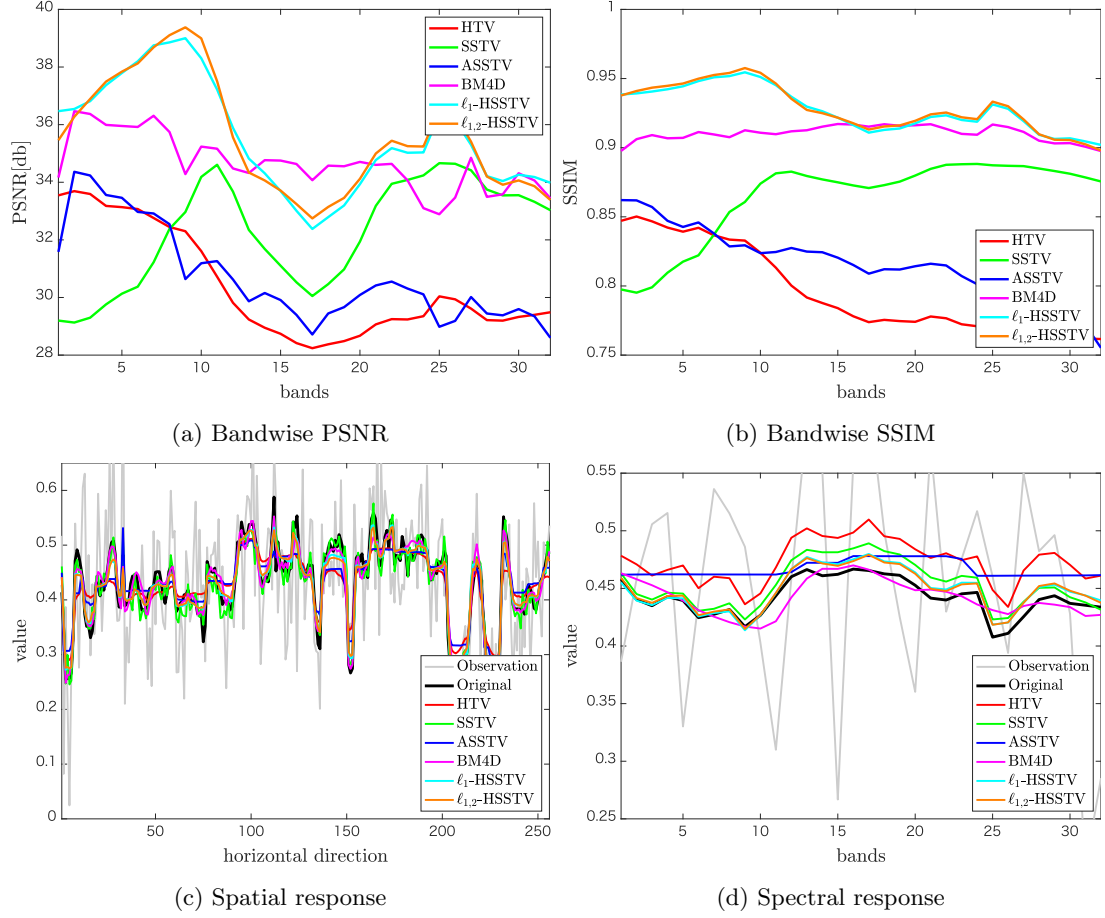 40
38
36
34
32
30
28
PSNR[db]
5
10
15
20
25
30
bands
HTV
SSTV
ASSTV
BM4D
ℓ₁-HSSTV
ℓ₁,₂-HSSTV
(a) Bandwise PSNR
1
0.95
0.9
0.85
0.8
0.75
SSIM
5
10
15
20
25
30
bands
HTV
SSTV
ASSTV
BM4D
ℓ₁-HSSTV
ℓ₁,₂-HSSTV
(b) Bandwise SSIM
0.6
0.5
0.4
0.3
0.2
0.1
0
value
50
100
150
200
250
horizontal direction
Observation
Original
HTV
SSTV
ASSTV
BM4D
ℓ₁-HSSTV
ℓ₁,₂-HSSTV
(c) Spatial response
0.55
0.5
0.45
0.4
0.35
0.3
0.25
value
5
10
15
20
25
30
bands
Observation
Original
HTV
SSTV
ASSTV
BM4D
ℓ₁-HSSTV
ℓ₁,₂-HSSTV
(d) Spectral response